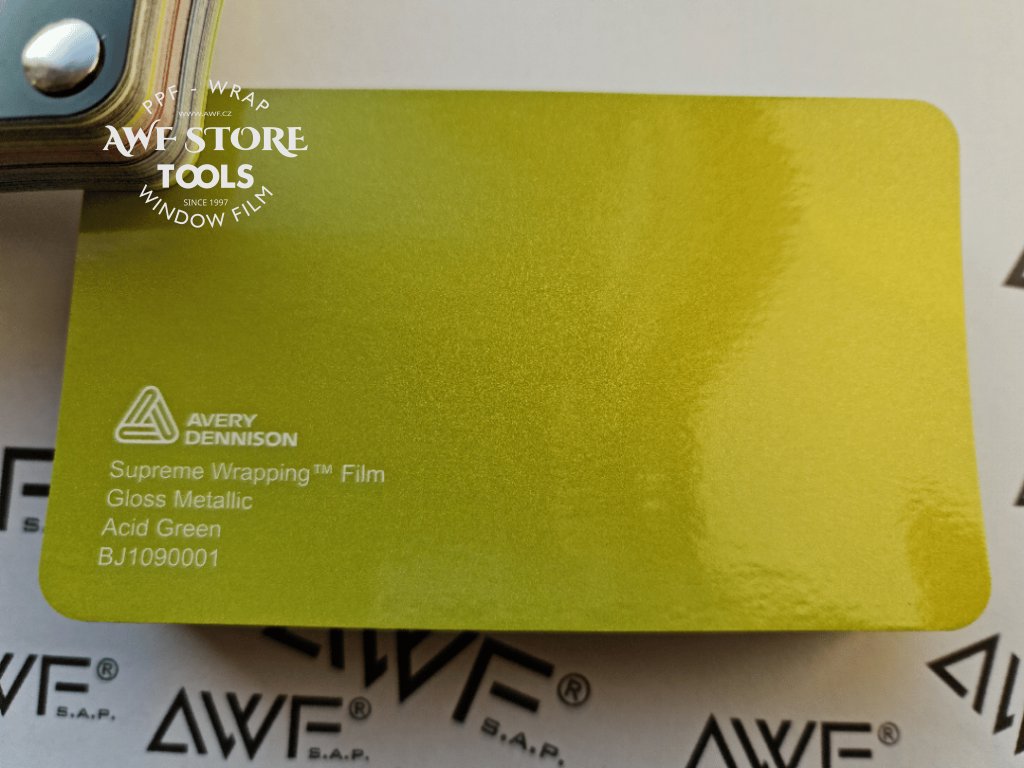 PPF - WRAP
WWW.AWF.CZ
AWF STORE
TOOLS
SINCE 1997
WINDOW FILM
AVERY
DENNISON
Supreme Wrapping™ Film
Gloss Metallic
Acid Green
BJ1090001
S.
WF®
S.A.P.
AWF®
S.A.P.
AWF®
S.A.P.
AWF®